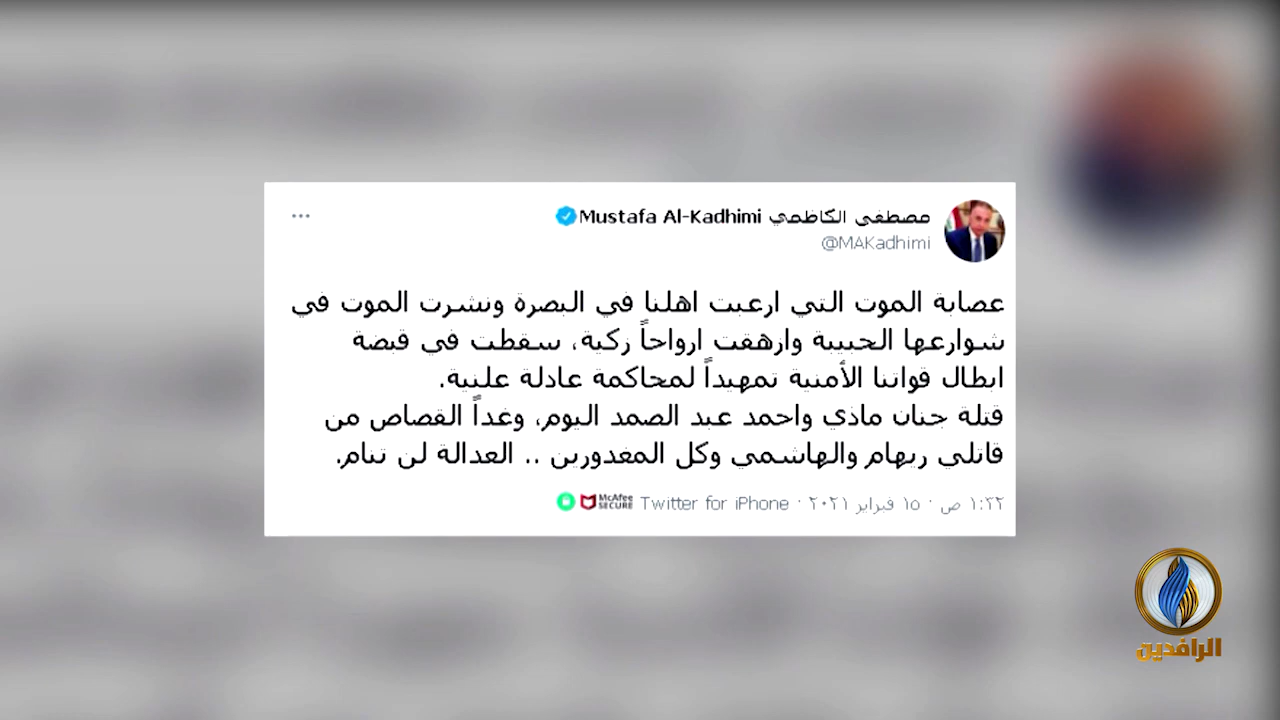 مصطفى الكاظمي Mustafa Al-Kadhimi
@MAKadhimi
عصابة الموت التي ارعبت اهلنا في البصرة ونشرت الموت في
شوارعها الحبيبة وازهقت ارواحاً زكية، سقطت في قبضة
ابطال قواتنا الأمنية تمهيداً لمحاكمة عادلة علنية.
قتلة جنان ماذي واحمد عبد الصمد اليوم، وغداً القصاص من
قاتلي ريهام والهاشمي وكل المغدورين .. العدالة لن تنام.
١:٣٢ ص · ١٥ فبراير ٢٠٢١ · Twitter for iPhone McAfee SECURE
الرافدين